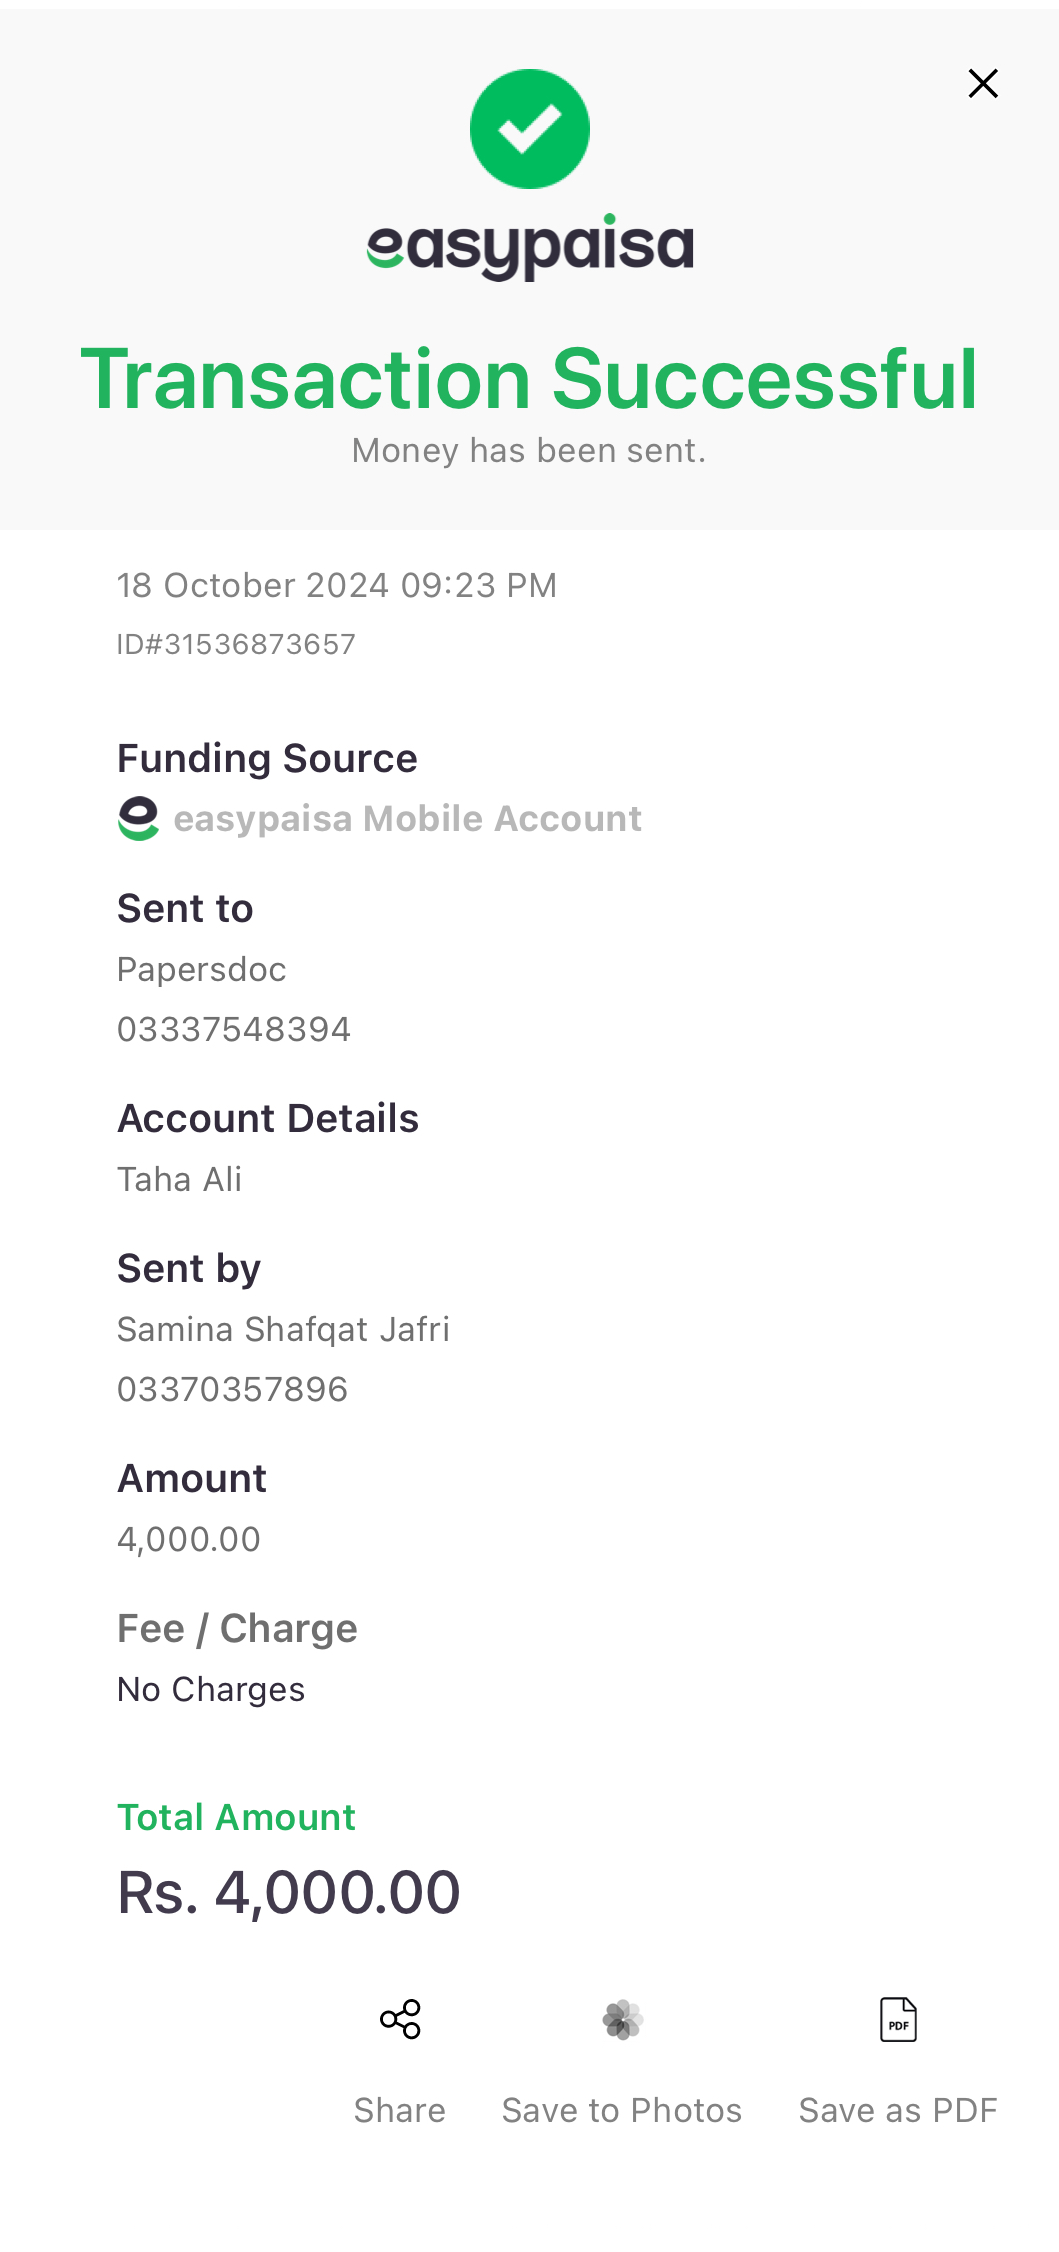 easypaisa
Transaction Successful
Money has been sent.
18 October 2024 09:23 PM
ID#31536873657
Funding Source
easypaisa Mobile Account
Sent to
Papersdoc
03337548394
Account Details
Taha Ali
Sent by
Samina Shafqat Jafri
03370357896
Amount
4,000.00
Fee / Charge
No Charges
Total Amount
Rs. 4,000.00
PDF
Share Save to Photos Save as PDF